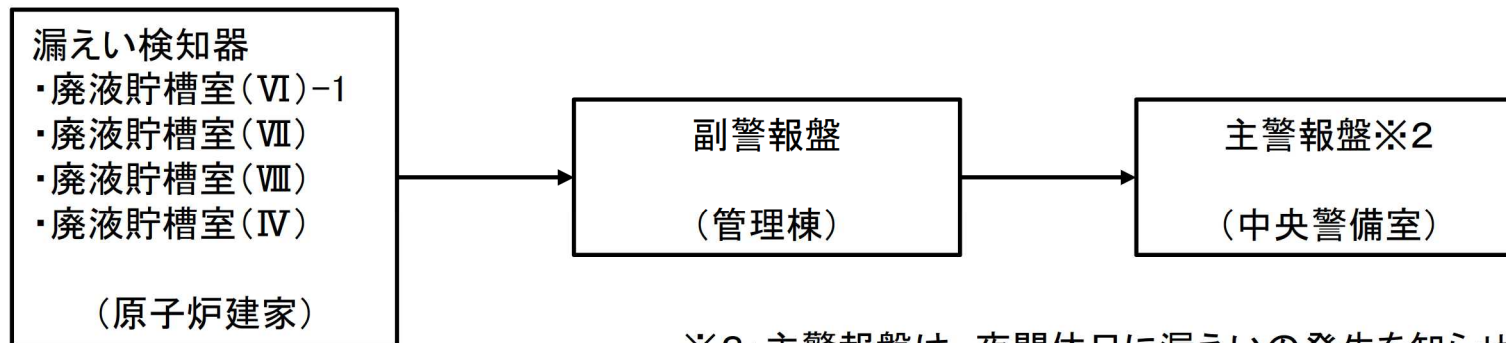 漏えい検知器
・廃液貯槽室(Ⅵ)-1
・廃液貯槽室(Ⅶ)
・廃液貯槽室(Ⅷ)
・廃液貯槽室(Ⅳ)
(原子炉建家)
副警報盤
(管理棟)
主警報盤※2
(中央警備室)
※2:主警報盤は、夜間休日に漏えいの発生を知らせ